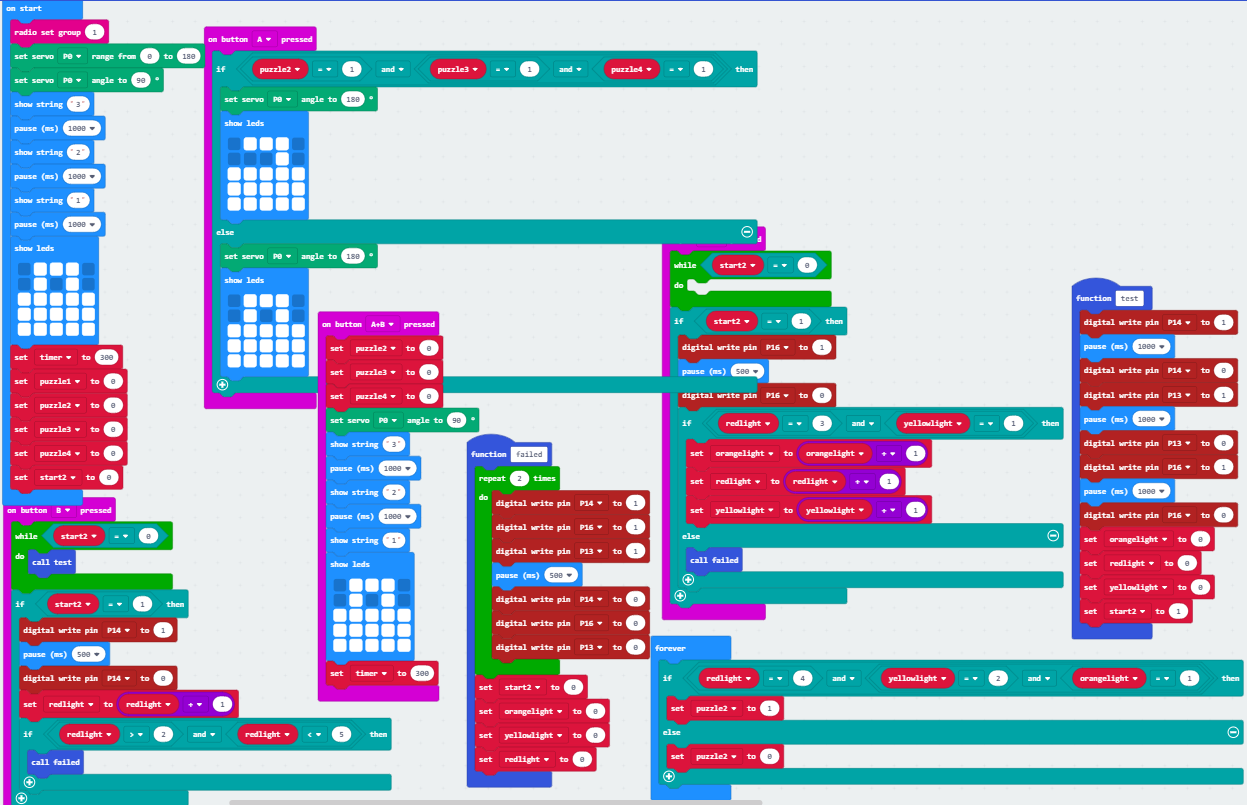 on start
radio set group 1
set servo P0 range from 0 to 180
set servo P0 angle to 90 °
show string "3"
pause (ms) 1000
show string "2"
pause (ms) 1000
show string "1"
pause (ms) 1000
show leds
set timer to 300
set puzzle1 to 0
set puzzle2 to 0
set puzzle3 to 0
set puzzle4 to 0
set start2 to 0
on button B pressed
while start2 = 0
do call test
if start2 = 1 then
digital write pin P14 to 1
pause (ms) 500
digital write pin P14 to 0
set redlight to redlight + 1
if redlight > 2 and redlight < 5 then
call failed
on button A pressed
if puzzle2 = 1 and puzzle3 = 1 and puzzle4 = 1 then
set servo P0 angle to 180 °
show leds
else
set servo P0 angle to 180 °
show leds
on button A+B pressed
set puzzle2 to 0
set puzzle3 to 0
set puzzle4 to 0
set servo P0 angle to 90 °
show string "3"
pause (ms) 1000
show string "2"
pause (ms) 1000
show string "1"
show leds
set timer to 300
function failed
repeat 2 times
do digital write pin P14 to 1
digital write pin P16 to 1
digital write pin P13 to 1
pause (ms) 500
digital write pin P14 to 0
digital write pin P16 to 0
digital write pin P13 to 0
set start2 to 0
set orangelight to 0
set yellowlight to 0
set redlight to 0
while start2 = 0
do
if start2 = 1 then
digital write pin P16 to 1
pause (ms) 500
digital write pin P16 to 0
if redlight = 3 and yellowlight = 1 then
set orangelight to orangelight + 1
set redlight to redlight + 1
set yellowlight to yellowlight + 1
else
call failed
forever
if redlight = 4 and yellowlight = 2 and orangelight = 1 then
set puzzle2 to 1
else
set puzzle2 to 0
function test
digital write pin P14 to 1
pause (ms) 1000
digital write pin P14 to 0
digital write pin P13 to 1
pause (ms) 1000
digital write pin P13 to 0
digital write pin P16 to 1
pause (ms) 1000
digital write pin P16 to 0
set orangelight to 0
set redlight to 0
set yellowlight to 0
set start2 to 1